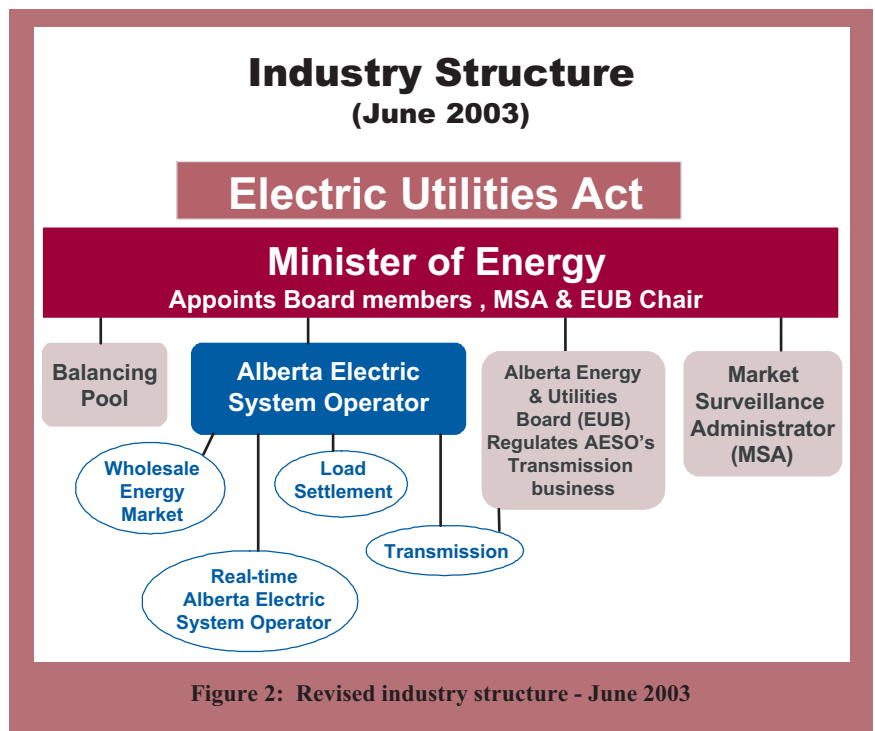 Industry Structure
(June 2003)
Electric Utilities Act
Minister of Energy
Appoints Board members , MSA & EUB Chair
Balancing
Pool
Alberta Electric
System Operator
Alberta Energy
& Utilities
Board (EUB)
Regulates AESO's
Transmission
business
Market
Surveillance
Administrator
(MSA)
Wholesale
Energy
Market
Load
Settlement
Transmission
Real-time
Alberta Electric
System Operator
Figure 2: Revised industry structure - June 2003